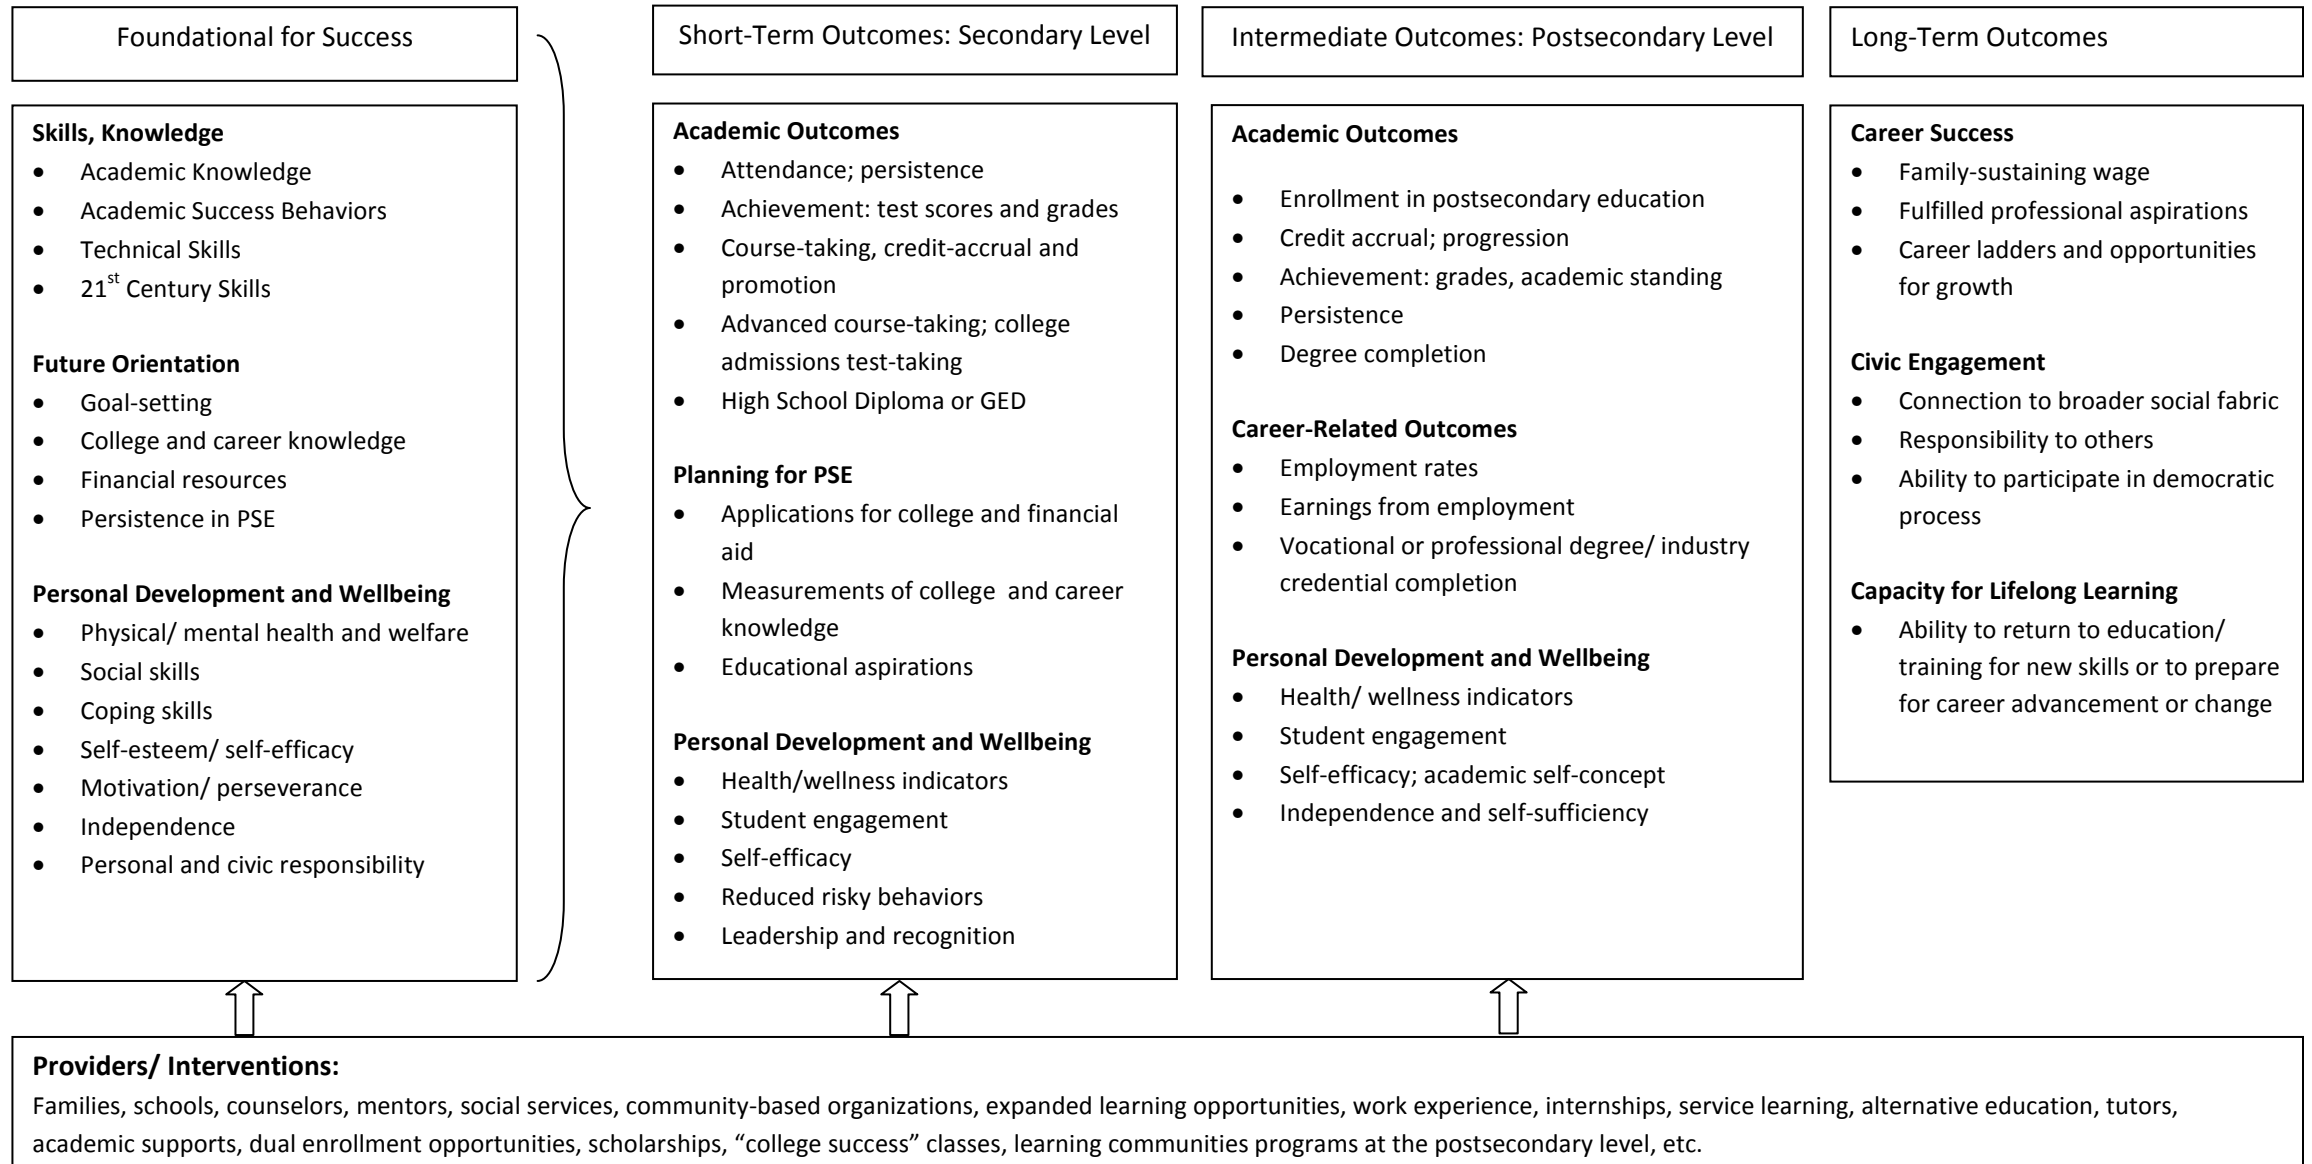 Foundational for Success
Skills, Knowledge
• Academic Knowledge
• Academic Success Behaviors
• Technical Skills
• 21st Century Skills
Future Orientation
• Goal-setting
• College and career knowledge
• Financial resources
• Persistence in PSE
Personal Development and Wellbeing
• Physical/ mental health and welfare
• Social skills
• Coping skills
• Self-esteem/ self-efficacy
• Motivation/ perseverance
• Independence
• Personal and civic responsibility
Short-Term Outcomes: Secondary Level
Academic Outcomes
• Attendance; persistence
• Achievement: test scores and grades
• Course-taking, credit-accrual and
promotion
• Advanced course-taking; college
admissions test-taking
• High School Diploma or GED
Planning for PSE
• Applications for college and financial
aid
• Measurements of college  and career
knowledge
• Educational aspirations
Personal Development and Wellbeing
• Health/wellness indicators
• Student engagement
• Self-efficacy
• Reduced risky behaviors
• Leadership and recognition
Intermediate Outcomes: Postsecondary Level
Academic Outcomes
• Enrollment in postsecondary education
• Credit accrual; progression
• Achievement: grades, academic standing
• Persistence
• Degree completion
Career-Related Outcomes
• Employment rates
• Earnings from employment
• Vocational or professional degree/ industry
credential completion
Personal Development and Wellbeing
• Health/ wellness indicators
• Student engagement
• Self-efficacy; academic self-concept
• Independence and self-sufficiency
Long-Term Outcomes
Career Success
• Family-sustaining wage
• Fulfilled professional aspirations
• Career ladders and opportunities
for growth
Civic Engagement
• Connection to broader social fabric
• Responsibility to others
• Ability to participate in democratic
process
Capacity for Lifelong Learning
• Ability to return to education/
training for new skills or to prepare
for career advancement or change
Providers/ Interventions:
Families, schools, counselors, mentors, social services, community-based organizations, expanded learning opportunities, work experience, internships, service learning, alternative education, tutors,
academic supports, dual enrollment opportunities, scholarships, “college success” classes, learning communities programs at the postsecondary level, etc.